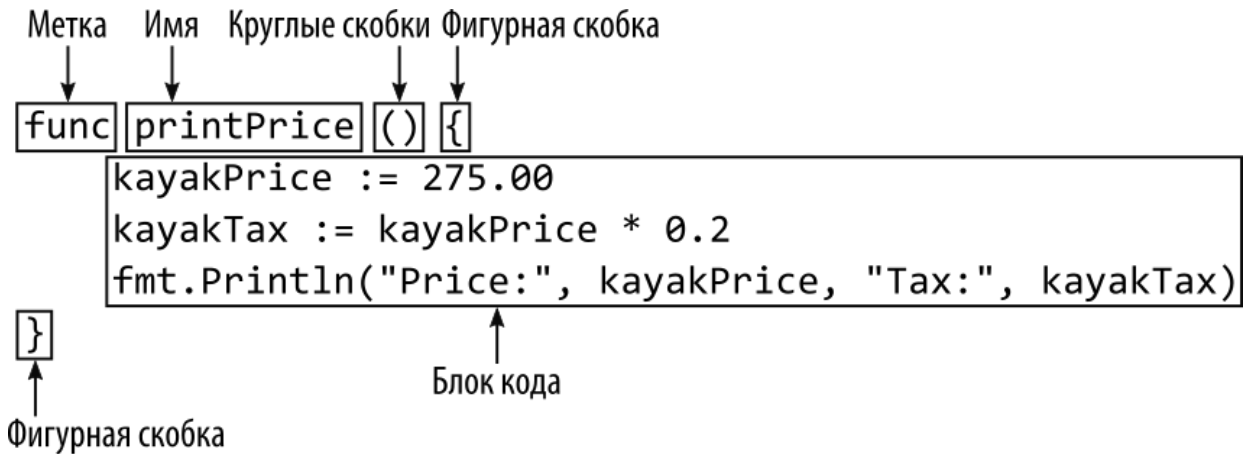 Метка Имя Круглые скобки Фигурная скобка
func printPrice () {
kayakPrice := 275.00
kayakTax := kayakPrice * 0.2
fmt.Println("Price:", kayakPrice, "Tax:", kayakTax)
}
Блок кода
Фигурная скобка